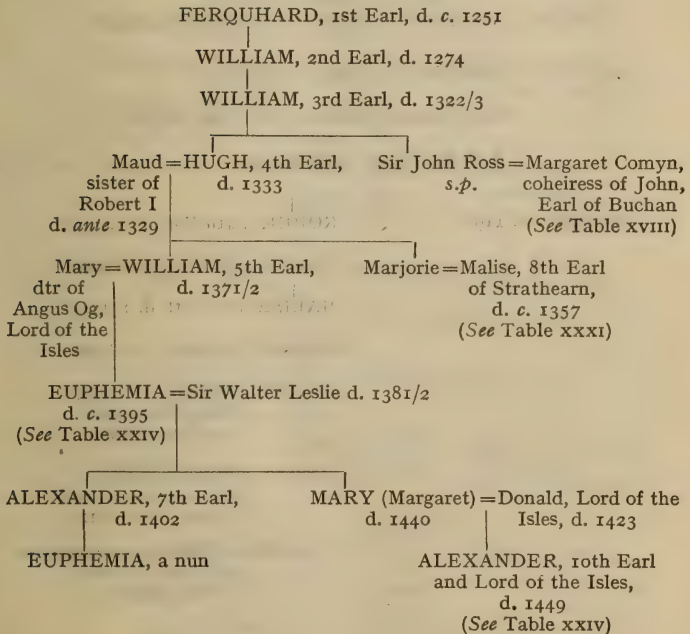 FERQUHARD, 1st Earl, d. c. 1251
WILLIAM, 2nd Earl, d. 1274
WILLIAM, 3rd Earl, d. 1322/3
Maud=HUGH, 4th Earl, Sir John Ross=Margaret Comyn,
sister of d. 1333 s.p. coheiress of John,
Robert I Earl of Buchan
d. ante 1329 (See Table XVIII)
Mary=WILLIAM, 5th Earl, Marjorie=Malise, 8th Earl
dtr of d. 1371/2 of Strathearn,
Angus Og, d. c. 1357
Lord of the (See Table XXXI)
Isles
EUPHEMIA=Sir Walter Leslie d. 1381/2
d. c. 1395
(See Table XXIV)
ALEXANDER, 7th Earl, MARY (Margaret)=Donald, Lord of the
d. 1402 d. 1440 Isles, d. 1423
EUPHEMIA, a nun ALEXANDER, 10th Earl
and Lord of the Isles,
d. 1449
(See Table XXIV)